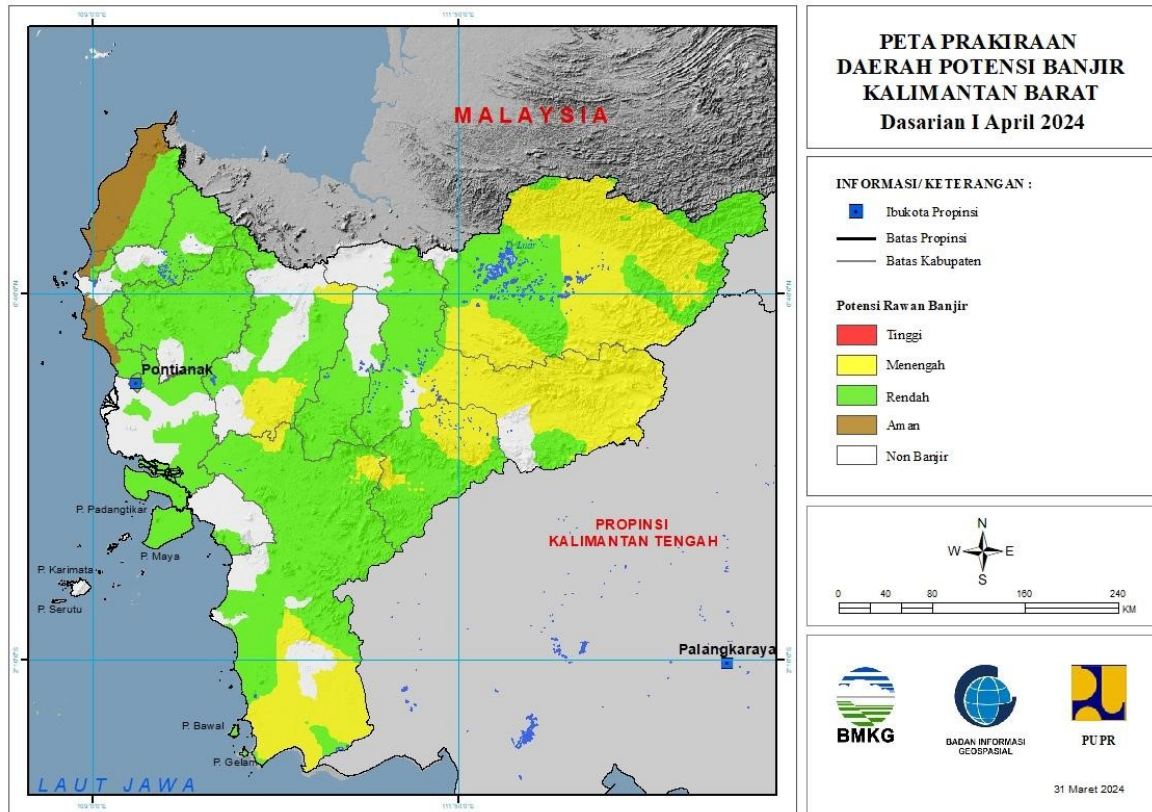 PETA PRAKIRAAN
DAERAH POTENSI BANJIR
KALIMANTAN BARAT
Dasarian I April 2024
INFORMASI/ KETERANGAN :
Ibukota Propinsi
Batas Propinsi
Batas Kabupaten
Potensi Rawan Banjir
Tinggi
Menengah
Rendah
Aman
Non Banjir
N
W E
S
0 40 80 160 240
KM
BMKG
BADAN INFORMASI
GEOSPASIAL
PUPR
31 Maret 2024
MALAYSIA
Pontianak
P. Padangtikar
P. Maya
P. Karimata
P. Serutu
PROPINSI
KALIMANTAN TENGAH
Palangkaraya
P. Bawal
P. Gelam
LAUT JAWA